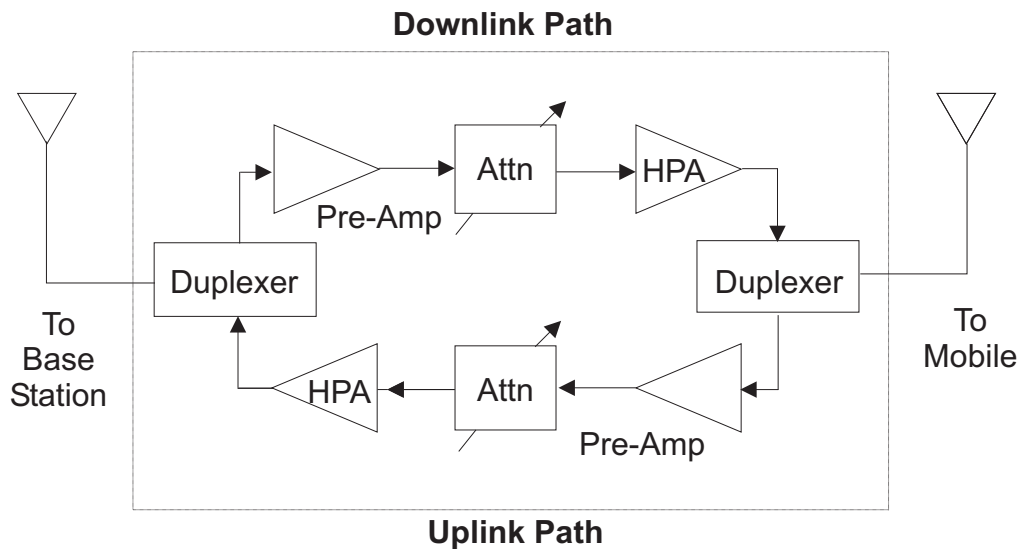 Downlink Path
Attn
HPA
Pre-Amp
Duplexer
Duplexer
To
Base
Station
To
Mobile
HPA
Attn
Pre-Amp
Uplink Path